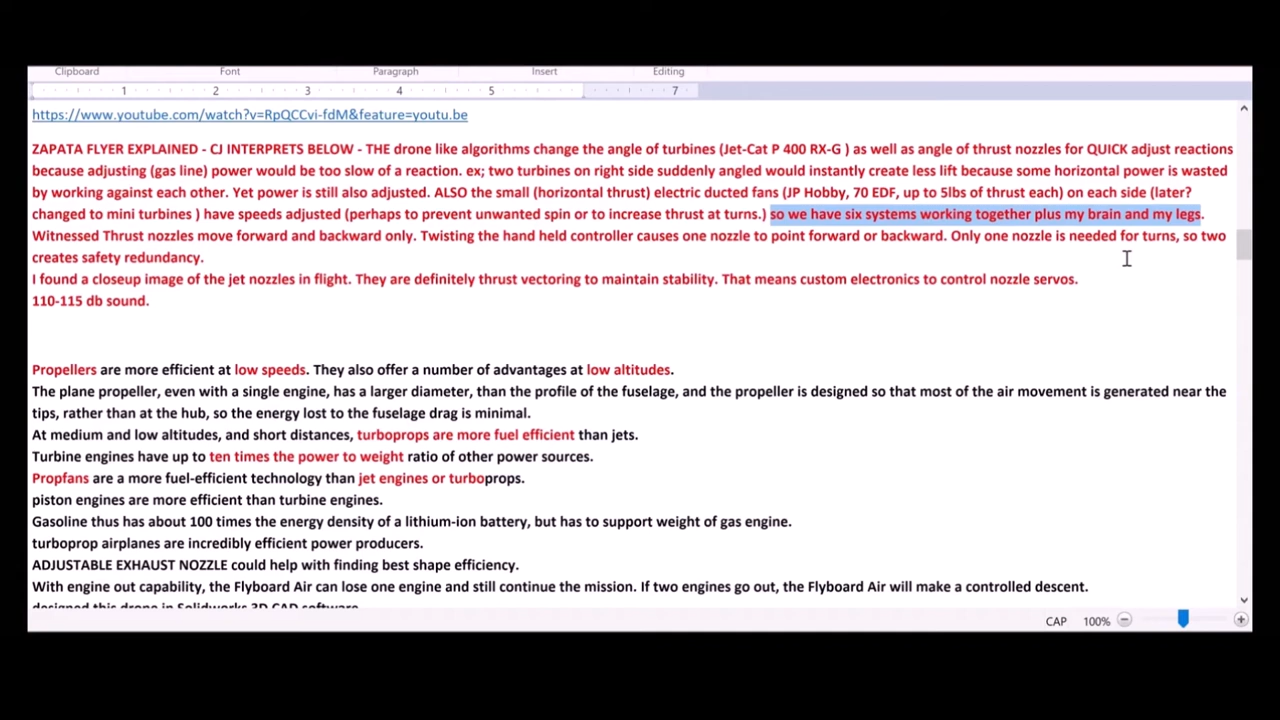 Clipboard Font Paragraph Insert Editing
1 2 3 4 5 7
https://www.youtube.com/watch?v=RpQCCvi-fdM&feature=youtu.be
ZAPATA FLYER EXPLAINED - CJ INTERPRETS BELOW - THE drone like algorithms change the angle of turbines (Jet-Cat P 400 RX-G ) as well as angle of thrust nozzles for QUICK adjust reactions
because adjusting (gas line) power would be too slow of a reaction. ex; two turbines on right side suddenly angled would instantly create less lift because some horizontal power is wasted
by working against each other. Yet power is still also adjusted. ALSO the small (horizontal thrust) electric ducted fans (JP Hobby, 70 EDF, up to 5lbs of thrust each) on each side (later?
changed to mini turbines ) have speeds adjusted (perhaps to prevent unwanted spin or to increase thrust at turns.) so we have six systems working together plus my brain and my legs.
Witnessed Thrust nozzles move forward and backward only. Twisting the hand held controller causes one nozzle to point forward or backward. Only one nozzle is needed for turns, so two
creates safety redundancy.
I found a closeup image of the jet nozzles in flight. They are definitely thrust vectoring to maintain stability. That means custom electronics to control nozzle servos.
110-115 db sound.
Propellers are more efficient at low speeds. They also offer a number of advantages at low altitudes.
The plane propeller, even with a single engine, has a larger diameter, than the profile of the fuselage, and the propeller is designed so that most of the air movement is generated near the
tips, rather than at the hub, so the energy lost to the fuselage drag is minimal.
At medium and low altitudes, and short distances, turboprops are more fuel efficient than jets.
Turbine engines have up to ten times the power to weight ratio of other power sources.
Propfans are a more fuel-efficient technology than jet engines or turboprops.
piston engines are more efficient than turbine engines.
Gasoline thus has about 100 times the energy density of a lithium-ion battery, but has to support weight of gas engine.
turboprop airplanes are incredibly efficient power producers.
ADJUSTABLE EXHAUST NOZZLE could help with finding best shape efficiency.
With engine out capability, the Flyboard Air can lose one engine and still continue the mission. If two engines go out, the Flyboard Air will make a controlled descent.
designed this drone in Solidworks 3D CAD software
CAP 100%